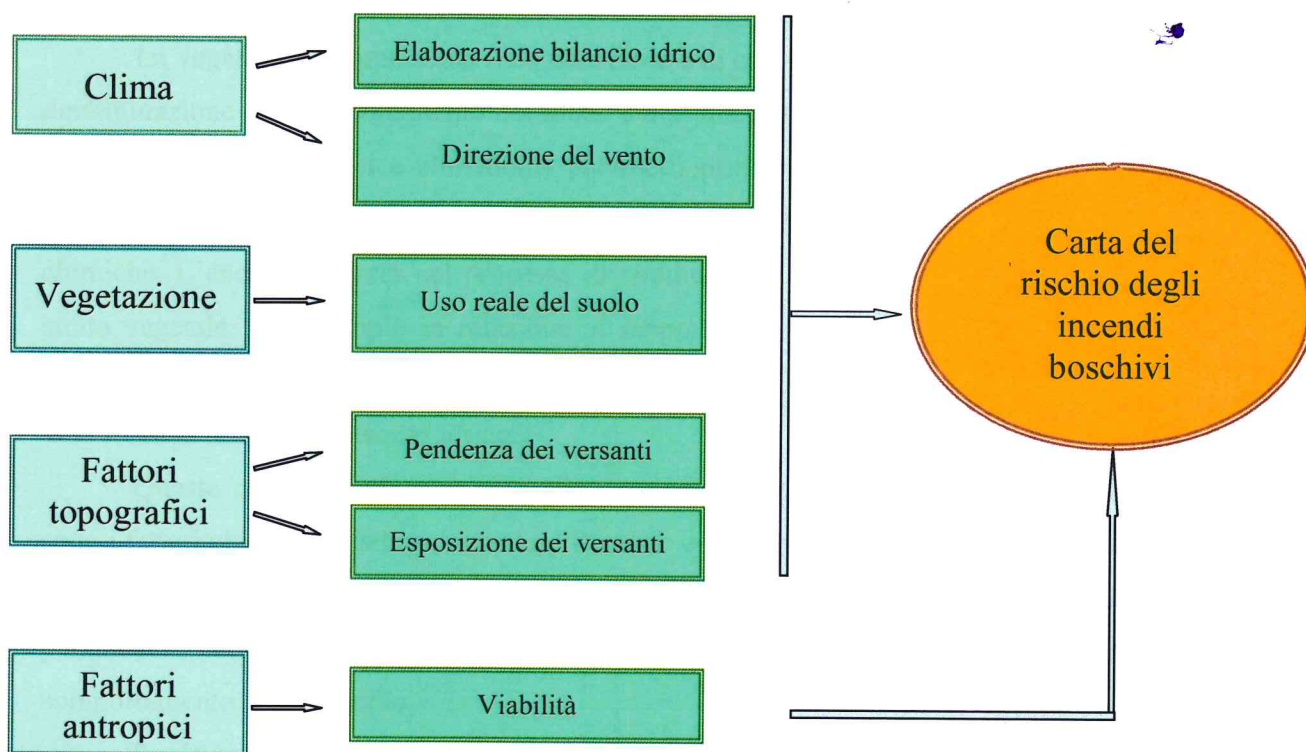 Clima
Elaborazione bilancio idrico
Direzione del vento
Vegetazione
Uso reale del suolo
Fattori
topografici
Pendenza dei versanti
Esposizione dei versanti
Fattori
antropici
Viabilità
Carta del
rischio degli
incendi
boschivi